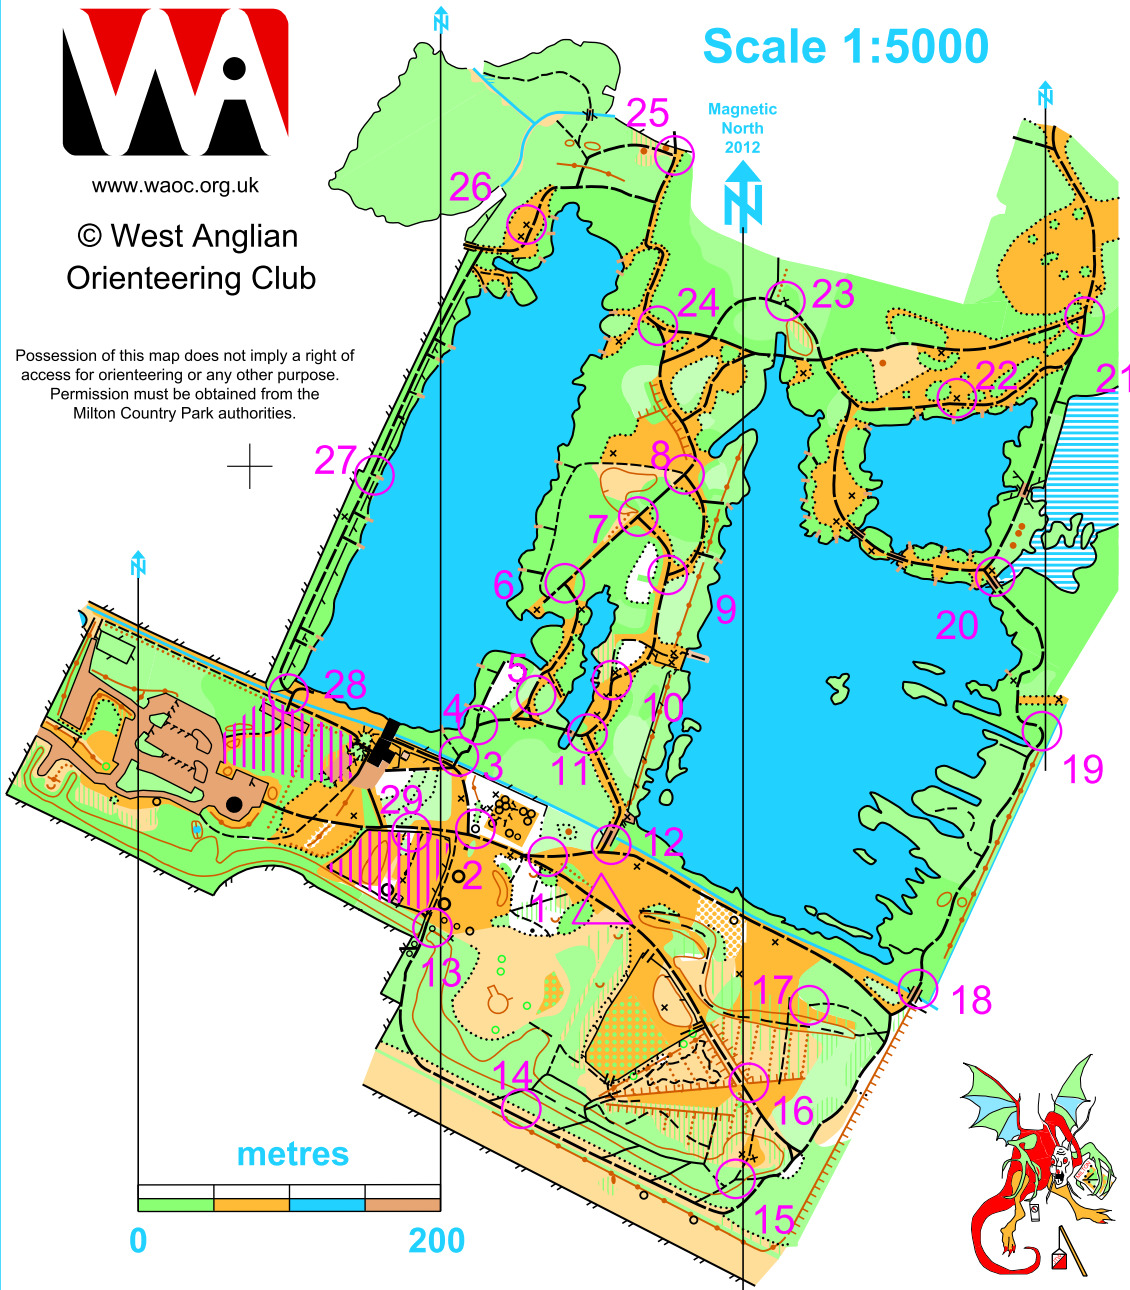 WA
Scale 1:5000
N
N
Magnetic
North
2012
N
www.waoc.org.uk
© West Anglian
Orienteering Club
Possession of this map does not imply a right of
access for orienteering or any other purpose.
Permission must be obtained from the
Milton Country Park authorities.
N
25
26
24
23
22
21
27
8
7
6
9
20
5
28
4
10
3
11
19
29
12
2
1
13
17
18
14
16
15
metres
0
200